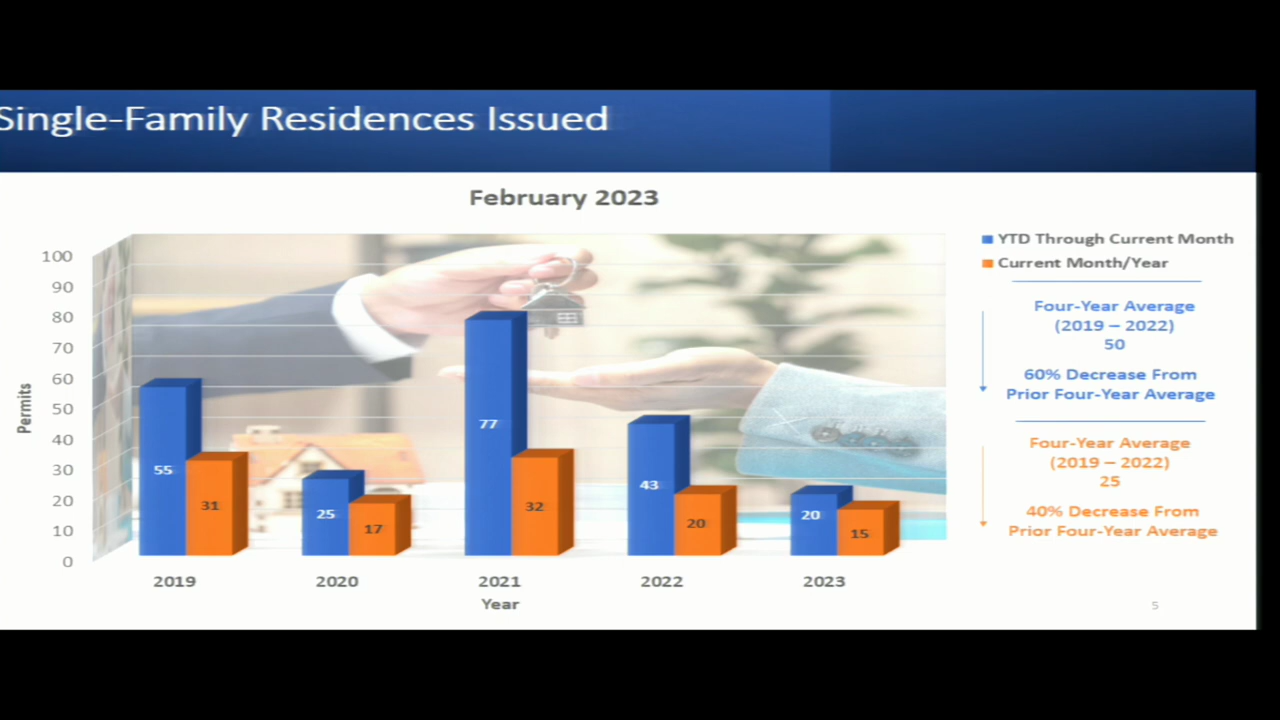 Single-Family Residences Issued
February 2023
YTD Through Current Month
Current Month/Year
100
90
80
70
60
50
40
30
20
10
0
Permits
55
31
25
17
77
32
43
20
20
15
2019
2020
2021
2022
2023
Year
Four-Year Average
(2019 – 2022)
50
60% Decrease From
Prior Four-Year Average
Four-Year Average
(2019 – 2022)
25
40% Decrease From
Prior Four-Year Average
5